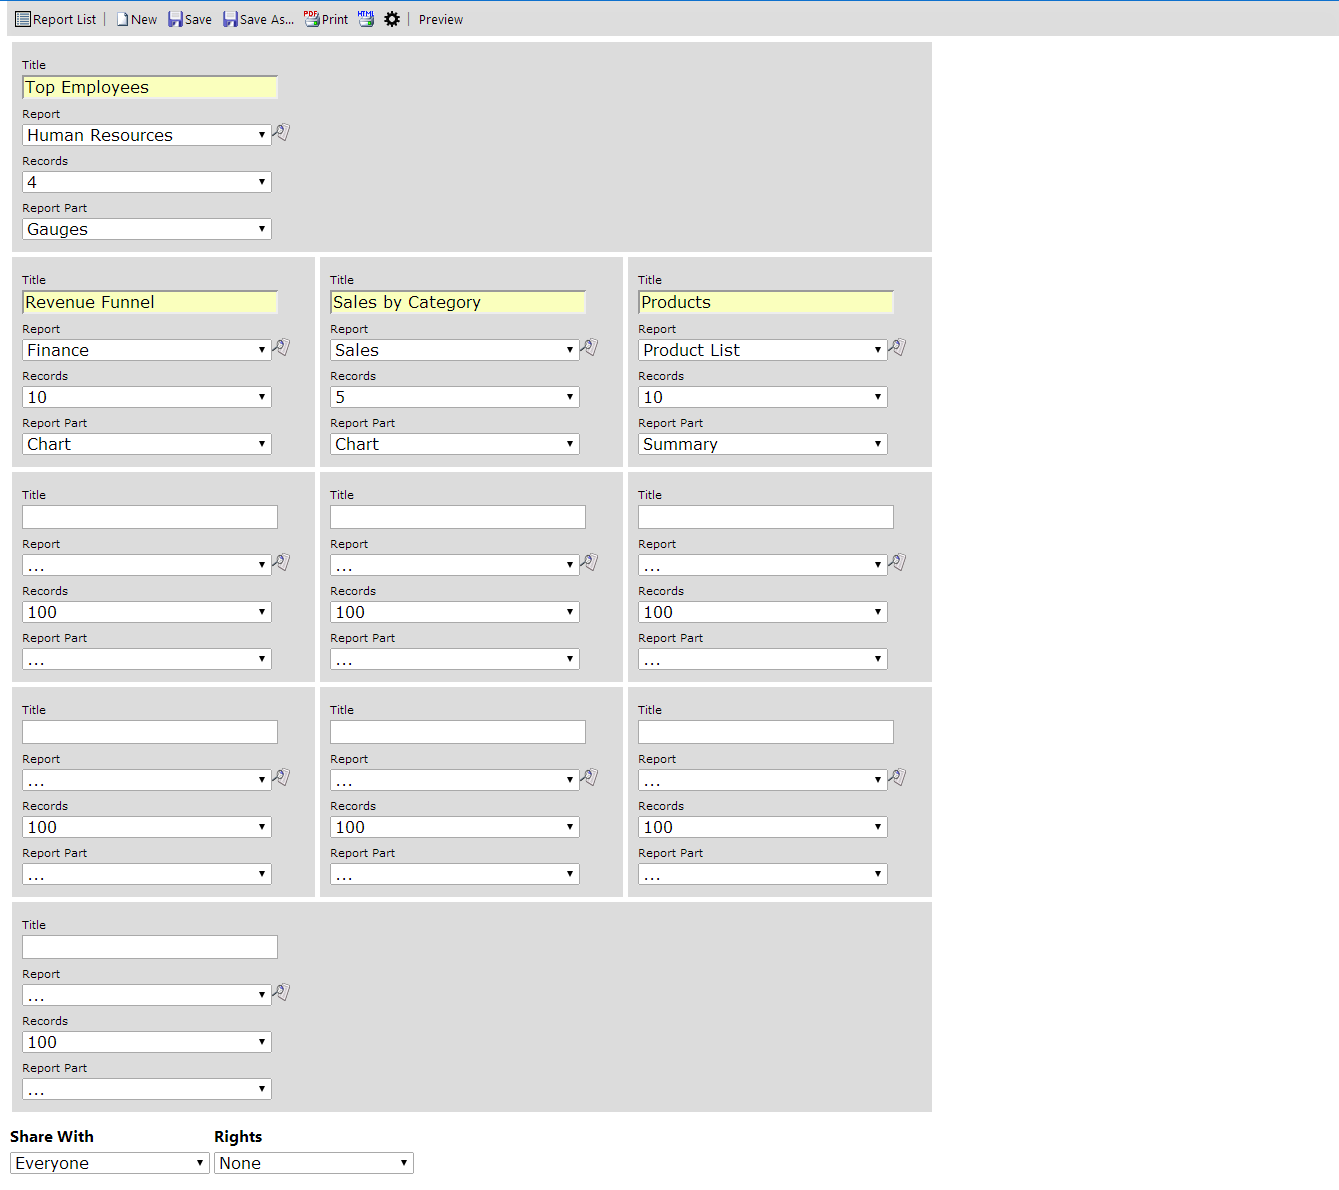 Report List | New Save Save As... PDF Print HTML | Preview
Title
Top Employees
Report
Human Resources
Records
4
Report Part
Gauges
Title Title Title
Revenue Funnel Sales by Category Products
Report Report Report
Finance Sales Product List
Records Records Records
10 5 10
Report Part Report Part Report Part
Chart Chart Summary
Title Title Title
Report Report Report
... ... ...
Records Records Records
100 100 100
Report Part Report Part Report Part
... ... ...
Title Title Title
Report Report Report
... ... ...
Records Records Records
100 100 100
Report Part Report Part Report Part
... ... ...
Title
Report
...
Records
100
Report Part
...
Share With Rights
Everyone None